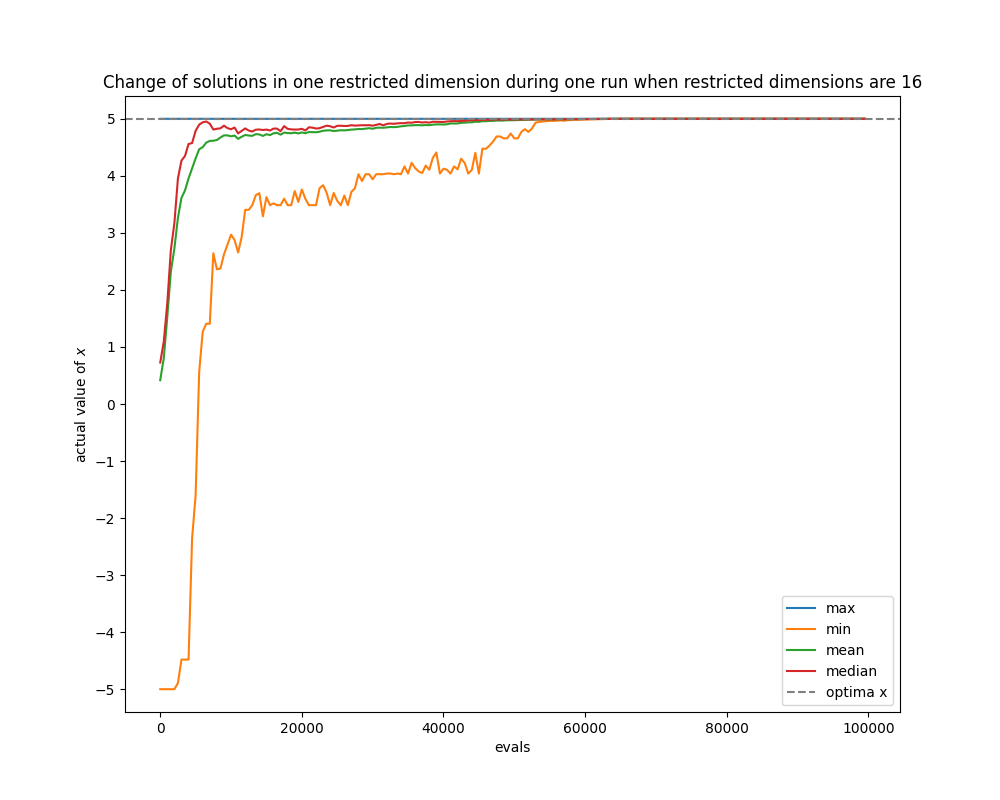 Change of solutions in one restricted dimension during one run when restricted dimensions are 16
actual value of x
5
4
3
2
1
0
−1
−2
−3
−4
−5
max
min
mean
median
optima x
0 20000 40000 60000 80000 100000
evals